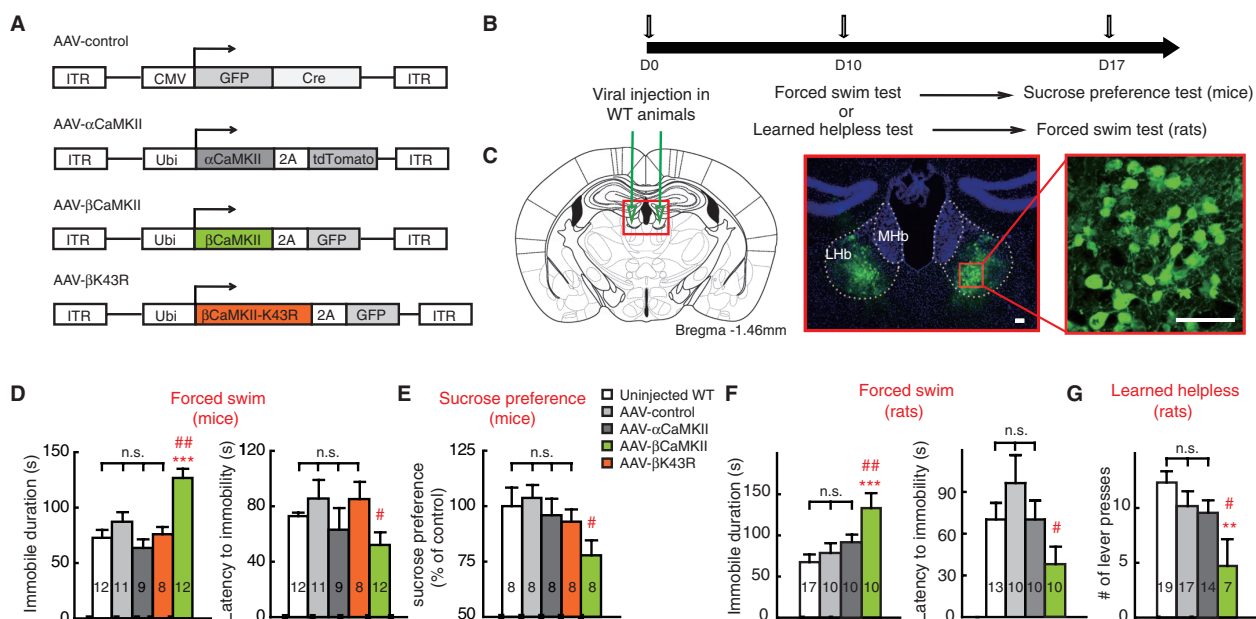 A
AAV-control
ITR CMV GFP Cre ITR
AAV-αCaMKII
ITR Ubi αCaMKII 2A tdTomato ITR
AAV-βCaMKII
ITR Ubi βCaMKII 2A GFP ITR
AAV-βK43R
ITR Ubi βCaMKII-K43R 2A GFP ITR
B
D0 D10 D17
Viral injection in
WT animals
Forced swim test
or
Learned helpless test
Sucrose preference test (mice)
Forced swim test (rats)
C
Bregma -1.46mm
LHb
MHb
D
Forced swim
(mice)
Immobile duration (s)
150
100
50
0
n.s.
##
***
12 11 9 8 12
Latency to immobility (s)
120
80
40
0
n.s.
#
12 11 9 8 12
E
Sucrose preference
(mice)
sucrose preference
(% of control)
125
100
75
50
n.s.
#
8 8 8 8 8
Uninjected WT
AAV-control
AAV-αCaMKII
AAV-βCaMKII
AAV-βK43R
F
Forced swim
(rats)
Immobile duration (s)
150
100
50
0
n.s.
##
***
17 10 10 10
Latency to immobility (s)
90
60
30
0
n.s.
#
13 10 10 10
G
Learned helpless
(rats)
# of lever presses
10
5
0
n.s.
#
**
19 17 14 7